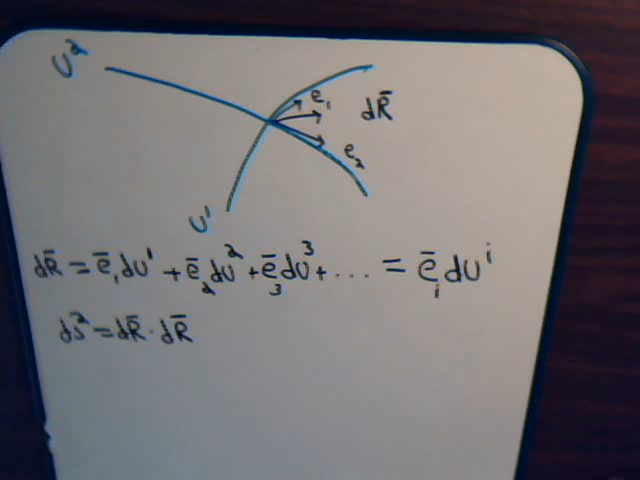 U²
e₁
dR̄
e₂
U¹
dR̄ = ē₁dU¹ + ē₂dU² + ē₃dU³ + .... = ēᵢdUⁱ
ds² = dR̄ · dR̄